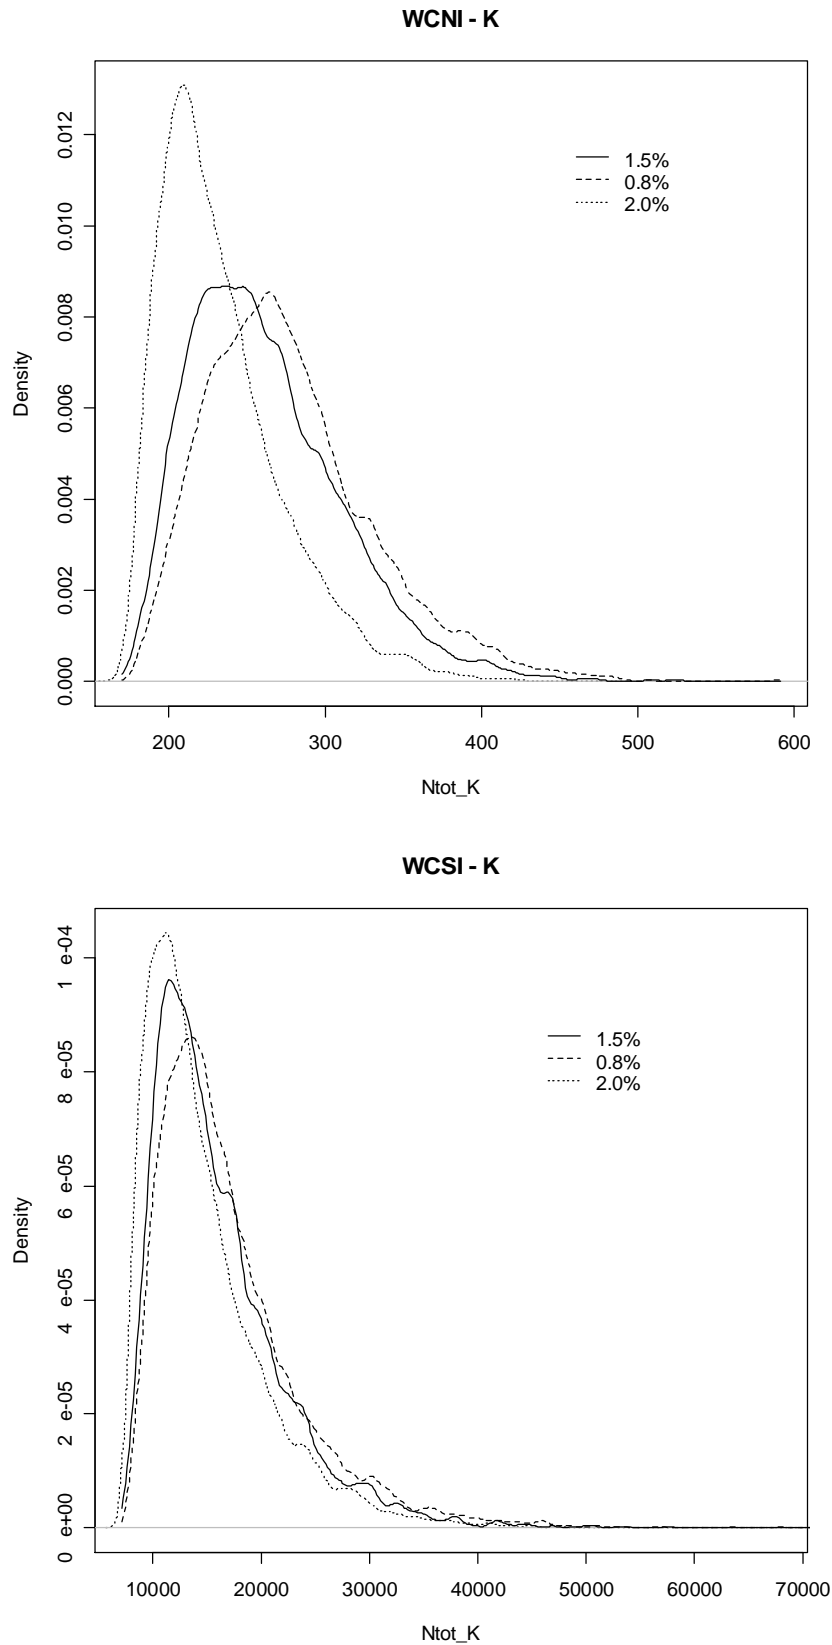 WCNI - K
0.012
0.010
0.008
0.006
0.004
0.002
0.000
Density
1.5%
0.8%
2.0%
200 300 400 500 600
Ntot_K
WCSI - K
1 e-04
8 e-05
6 e-05
4 e-05
2 e-05
0 e+00
Density
1.5%
0.8%
2.0%
10000 20000 30000 40000 50000 60000 70000
Ntot_K